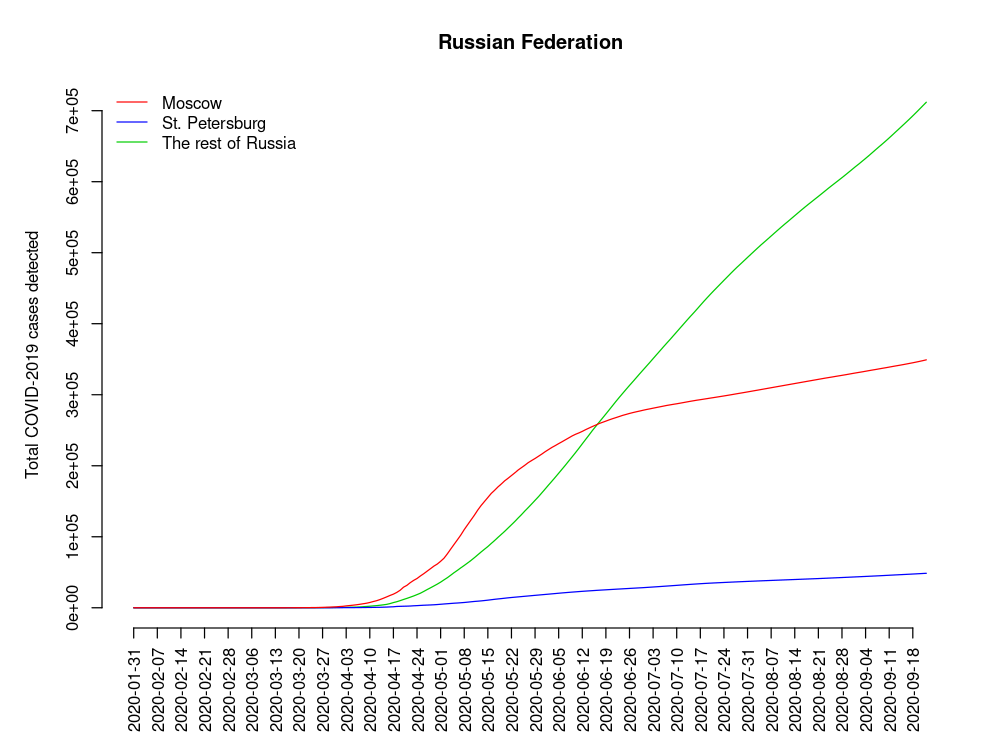 Russian Federation
Moscow
St. Petersburg
The rest of Russia
Total COVID-2019 cases detected
7e+05
6e+05
5e+05
4e+05
3e+05
2e+05
1e+05
0e+00
2020-01-31
2020-02-07
2020-02-14
2020-02-21
2020-02-28
2020-03-06
2020-03-13
2020-03-20
2020-03-27
2020-04-03
2020-04-10
2020-04-17
2020-04-24
2020-05-01
2020-05-08
2020-05-15
2020-05-22
2020-05-29
2020-06-05
2020-06-12
2020-06-19
2020-06-26
2020-07-03
2020-07-10
2020-07-17
2020-07-24
2020-07-31
2020-08-07
2020-08-14
2020-08-21
2020-08-28
2020-09-04
2020-09-11
2020-09-18